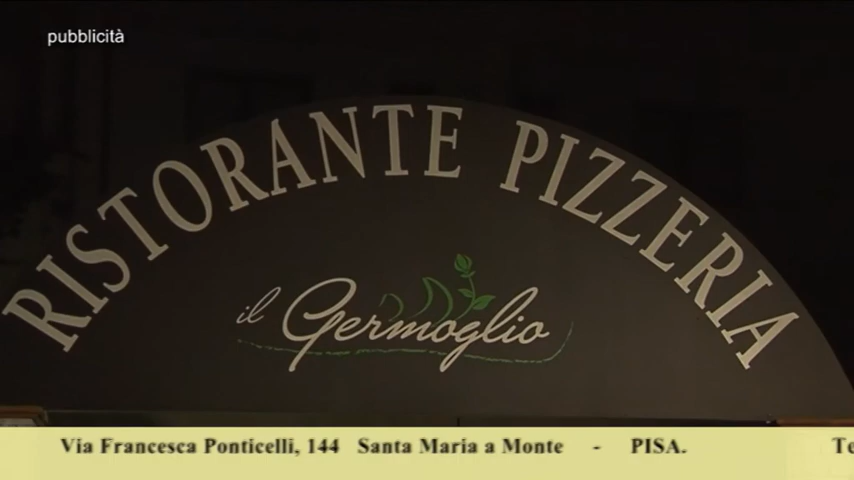 pubblicità
RISTORANTE PIZZERIA
il Germoglio
Via Francesca Ponticelli, 144 Santa Maria a Monte - PISA.